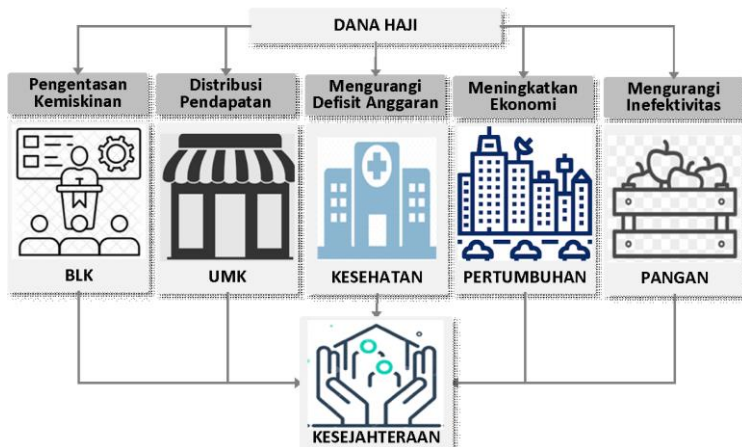 DANA HAJI
Pengentasan
Kemiskinan
Distribusi
Pendapatan
Mengurangi
Defisit Anggaran
Meningkatkan
Ekonomi
Mengurangi
Inefektivitas
BLK
UMK
KESEHATAN
PERTUMBUHAN
PANGAN
KESEJAHTERAAN